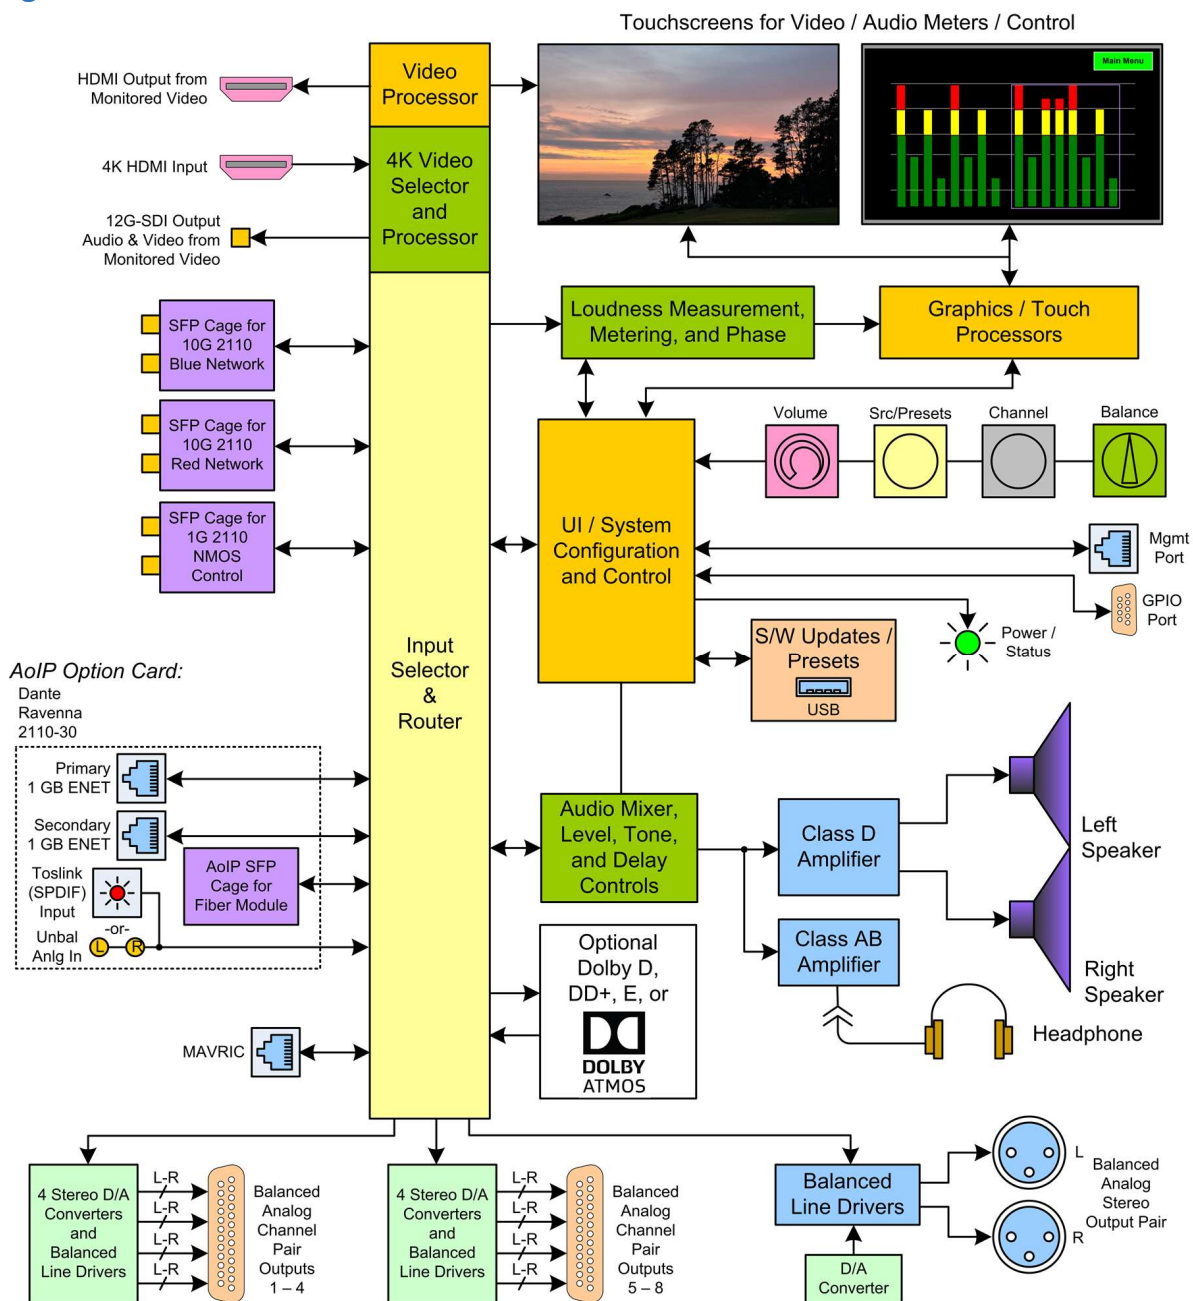 Touchscreens for Video / Audio Meters / Control
HDMI Output from
Monitored Video
Video
Processor
Main Menu
4K HDMI Input
4K Video
Selector
and
Processor
12G-SDI Output
Audio & Video from
Monitored Video
SFP Cage for
10G 2110
Blue Network
Loudness Measurement,
Metering, and Phase
Graphics / Touch
Processors
SFP Cage for
10G 2110
Red Network
Volume
Src/Presets
Channel
Balance
SFP Cage for
1G 2110
NMOS
Control
UI / System
Configuration
and Control
Mgmt
Port
GPIO
Port
Power /
Status
S/W Updates /
Presets
USB
Input
Selector
&
Router
AoIP Option Card:
Dante
Ravenna
2110-30
Primary
1 GB ENET
Secondary
1 GB ENET
Toslink
(SPDIF)
Input
-or-
Unbal
Anlg In
L
R
AoIP SFP
Cage for
Fiber Module
Audio Mixer,
Level, Tone,
and Delay
Controls
Class D
Amplifier
Left
Speaker
Class AB
Amplifier
Right
Speaker
Headphone
Optional
Dolby D,
DD+, E, or
DOLBY
ATMOS
MAVRIC
4 Stereo D/A
Converters
and
Balanced
Line Drivers
L-R
L-R
L-R
L-R
Balanced
Analog
Channel
Pair
Outputs
1 – 4
4 Stereo D/A
Converters
and
Balanced
Line Drivers
L-R
L-R
L-R
L-R
Balanced
Analog
Channel
Pair
Outputs
5 – 8
Balanced
Line Drivers
D/A
Converter
L
R
Balanced
Analog
Stereo
Output Pair